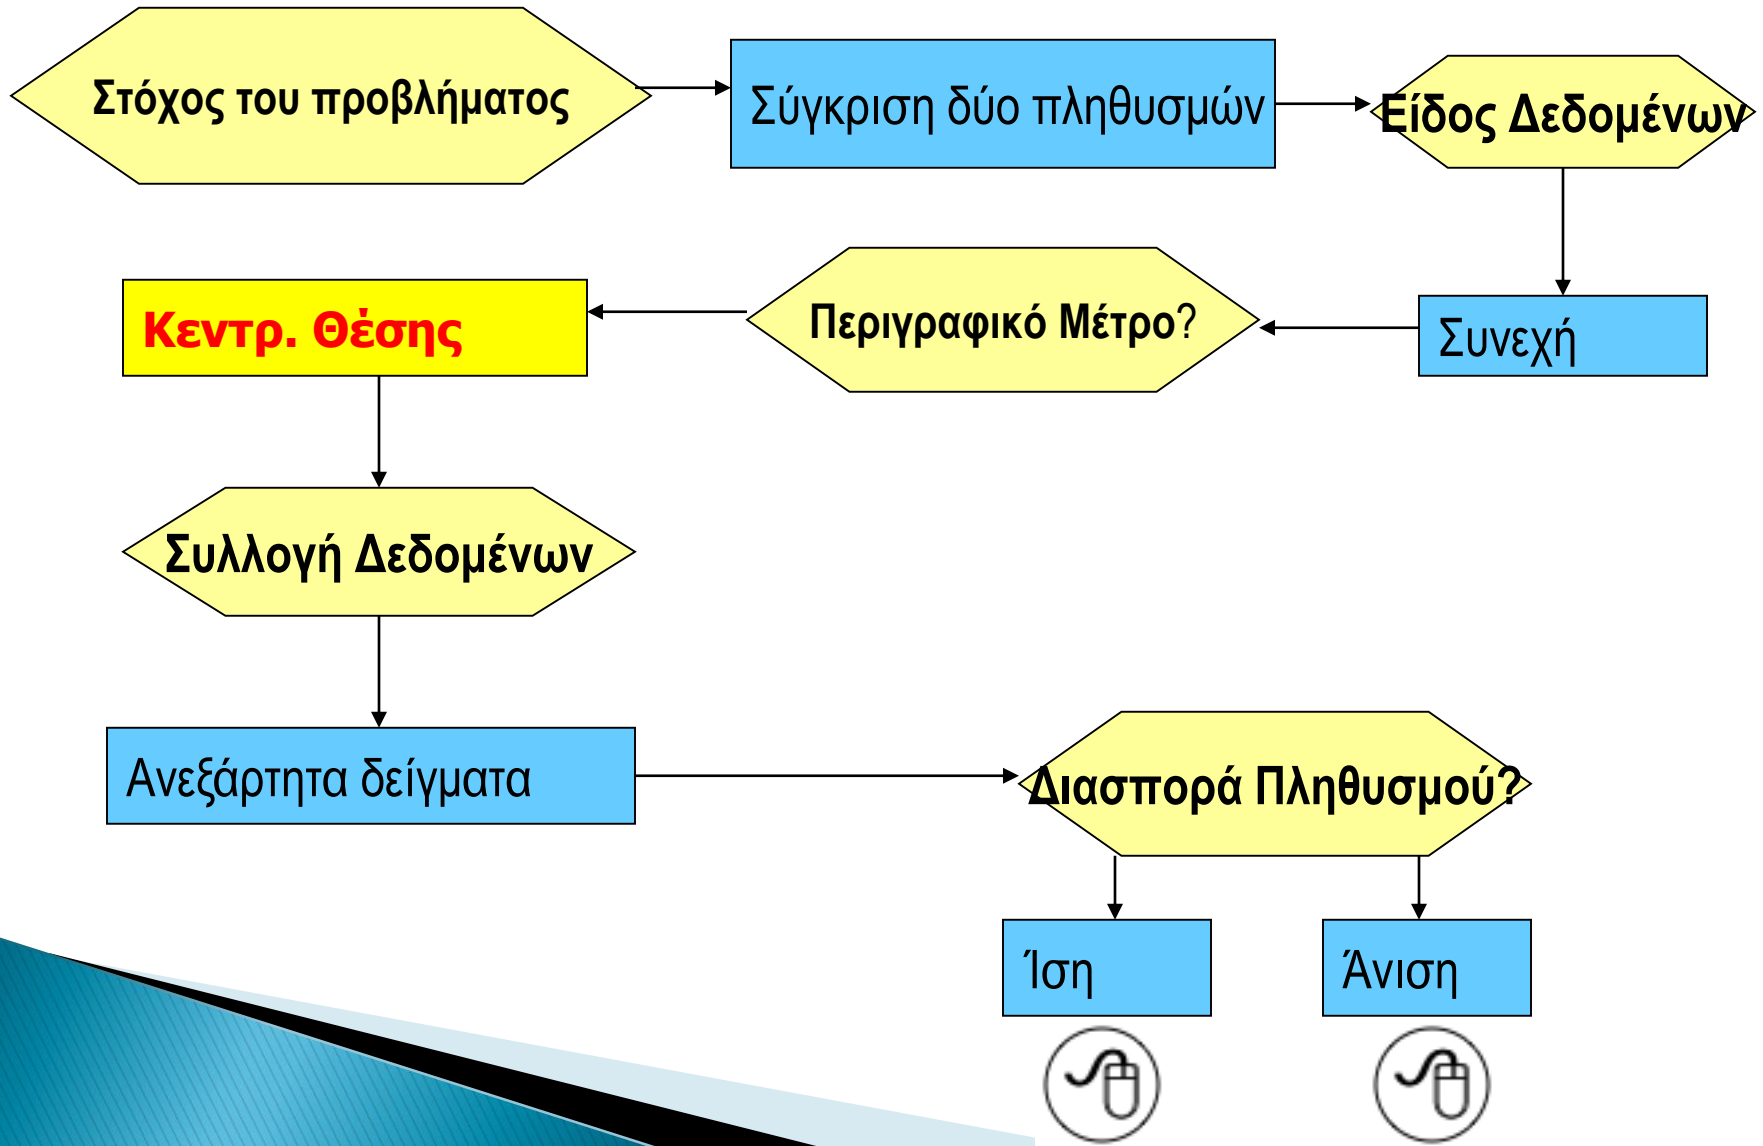 Στόχος του προβλήματος
Σύγκριση δύο πληθυσμών
Είδος Δεδομένων
Συνεχή
Περιγραφικό Μέτρο?
Κεντρ. Θέσης
Συλλογή Δεδομένων
Ανεξάρτητα δείγματα
Διασπορά Πληθυσμού?
Ίση
Άνιση